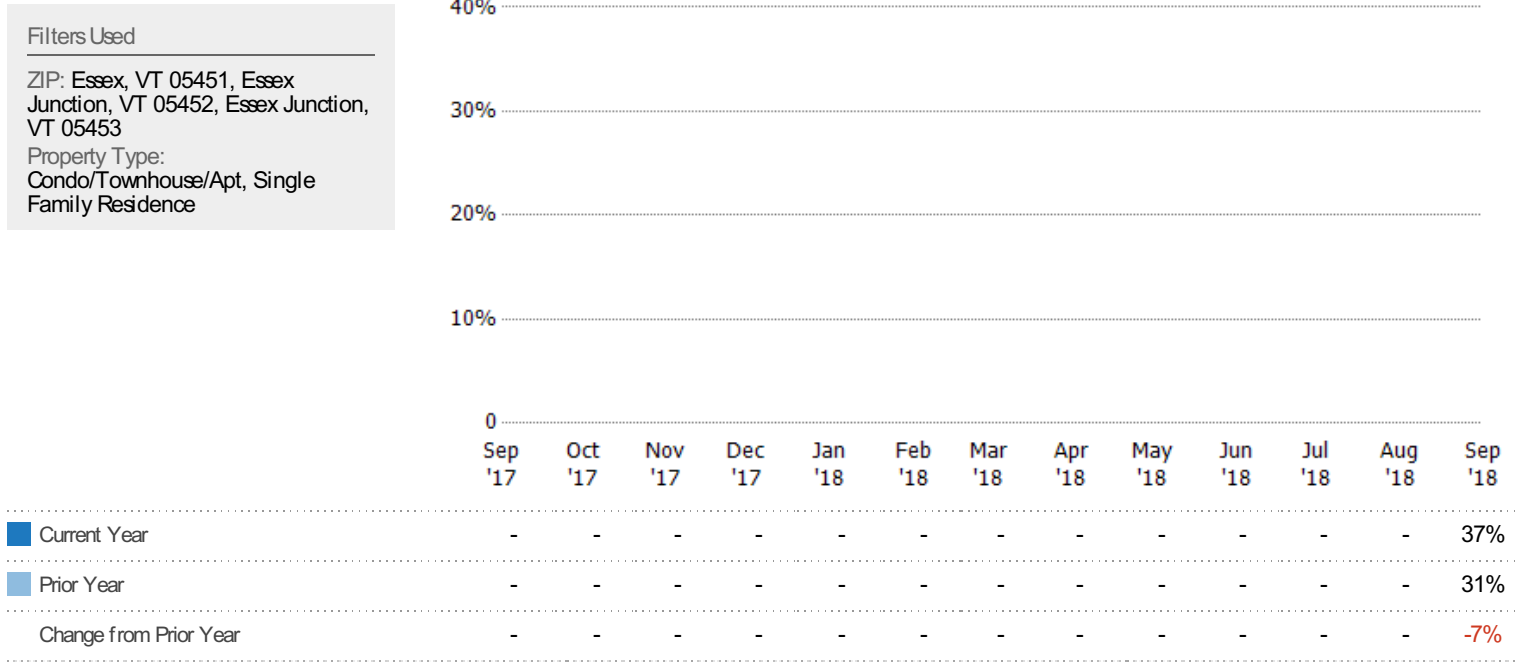 Filters Used
ZIP: Essex, VT 05451, Essex
Junction, VT 05452, Essex Junction,
VT 05453
Property Type:
Condo/Townhouse/Apt, Single
Family Residence
40%
30%
20%
10%
0
Sep Oct Nov Dec Jan Feb Mar Apr May Jun Jul Aug Sep
'17 '17 '17 '17 '18 '18 '18 '18 '18 '18 '18 '18 '18
Current Year - - - - - - - - - - - - 37%
Prior Year - - - - - - - - - - - - 31%
Change from Prior Year - - - - - - - - - - - - -7%